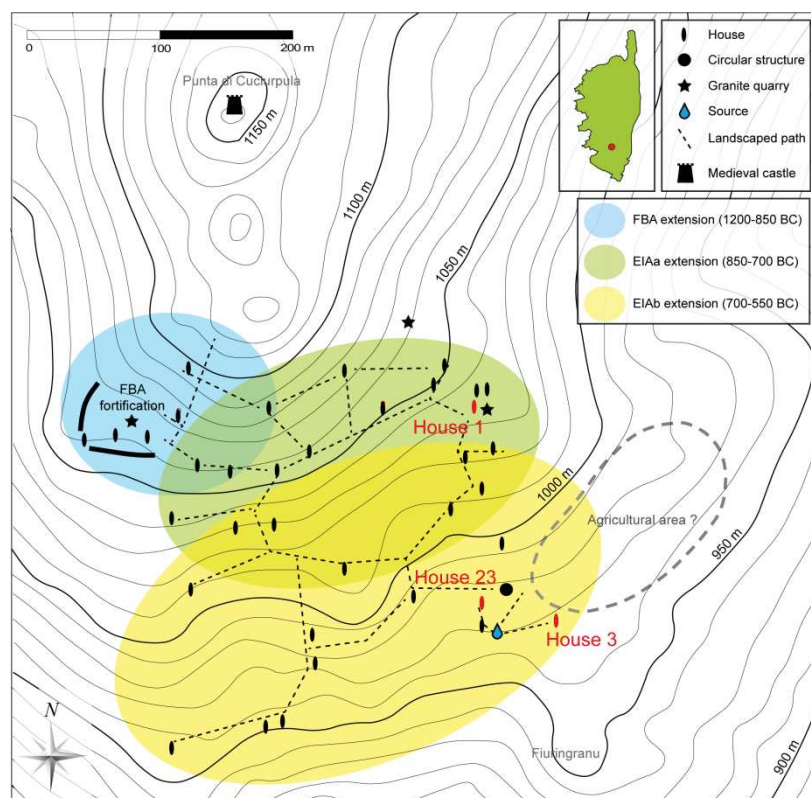 0 100 200 m
Punta di Cuciurpula
1150 m
1100 m
1050 m
House
Circular structure
Granite quarry
Source
Landscaped path
Medieval castle
FBA extension (1200-850 BC)
EIAa extension (850-700 BC)
EIAb extension (700-550 BC)
FBA
fortification
House 1
1000 m
Agricultural area ?
950 m
House 23
House 3
N
Fiuringranu
900 m